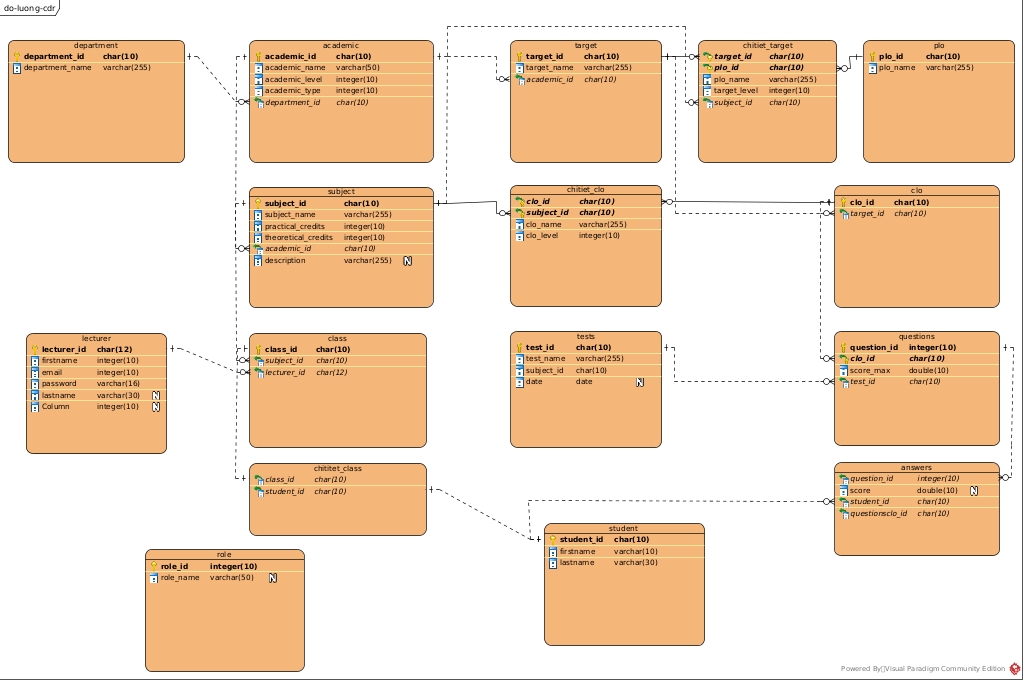 do-luong-cdr
department
department_id char(10)
department_name varchar(255)
academic
academic_id char(10)
academic_name varchar(50)
academic_level integer(10)
academic_type integer(10)
department_id char(10)
target
target_id char(10)
target_name varchar(255)
academic_id char(10)
chitiet_target
target_id char(10)
plo_id char(10)
plo_name varchar(255)
target_level integer(10)
subject_id char(10)
plo
plo_id char(10)
plo_name varchar(255)
subject
subject_id char(10)
subject_name varchar(255)
practical_credits integer(10)
theoretical_credits integer(10)
academic_id char(10)
description varchar(255) N
chitiet_clo
clo_id char(10)
subject_id char(10)
clo_name varchar(255)
clo_level integer(10)
clo
clo_id char(10)
target_id char(10)
lecturer
lecturer_id char(12)
firstname integer(10)
email integer(10)
password varchar(16)
lastname varchar(30) N
Column integer(10) N
class
class_id char(10)
subject_id char(10)
lecturer_id char(12)
tests
test_id char(10)
test_name varchar(255)
subject_id char(10)
date date N
questions
question_id integer(10)
clo_id char(10)
score_max double(10)
test_id char(10)
chititet_class
class_id char(10)
student_id char(10)
answers
question_id integer(10)
score double(10) N
student_id char(10)
questionsclo_id char(10)
student
student_id char(10)
firstname varchar(10)
lastname varchar(30)
role
role_id integer(10)
role_name varchar(50) N
Powered By Visual Paradigm Community Edition